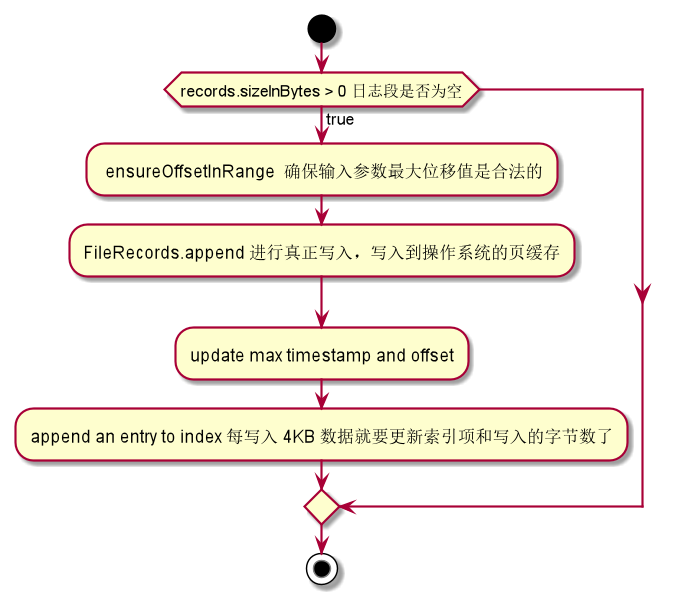 records.sizeInBytes > 0 日志段是否为空
true
ensureOffsetInRange 确保输入参数最大位移值是合法的
FileRecords.append 进行真正写入，写入到操作系统的页缓存
update max timestamp and offset
append an entry to index 每写入 4KB 数据就要更新索引项和写入的字节数了